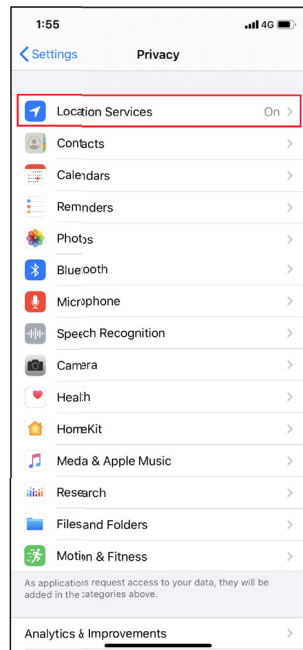 1:55
4G
Settings
Privacy
Location Services
On
Contacts
Calendars
Remnders
Photos
Bluetooth
Microphone
Speech Recognition
Camera
Health
HomeKit
Meda & Apple Music
Research
Files and Folders
Motion & Fitness
As applications request access to your data, they will be
added in the categories above.
Analytics & Improvements